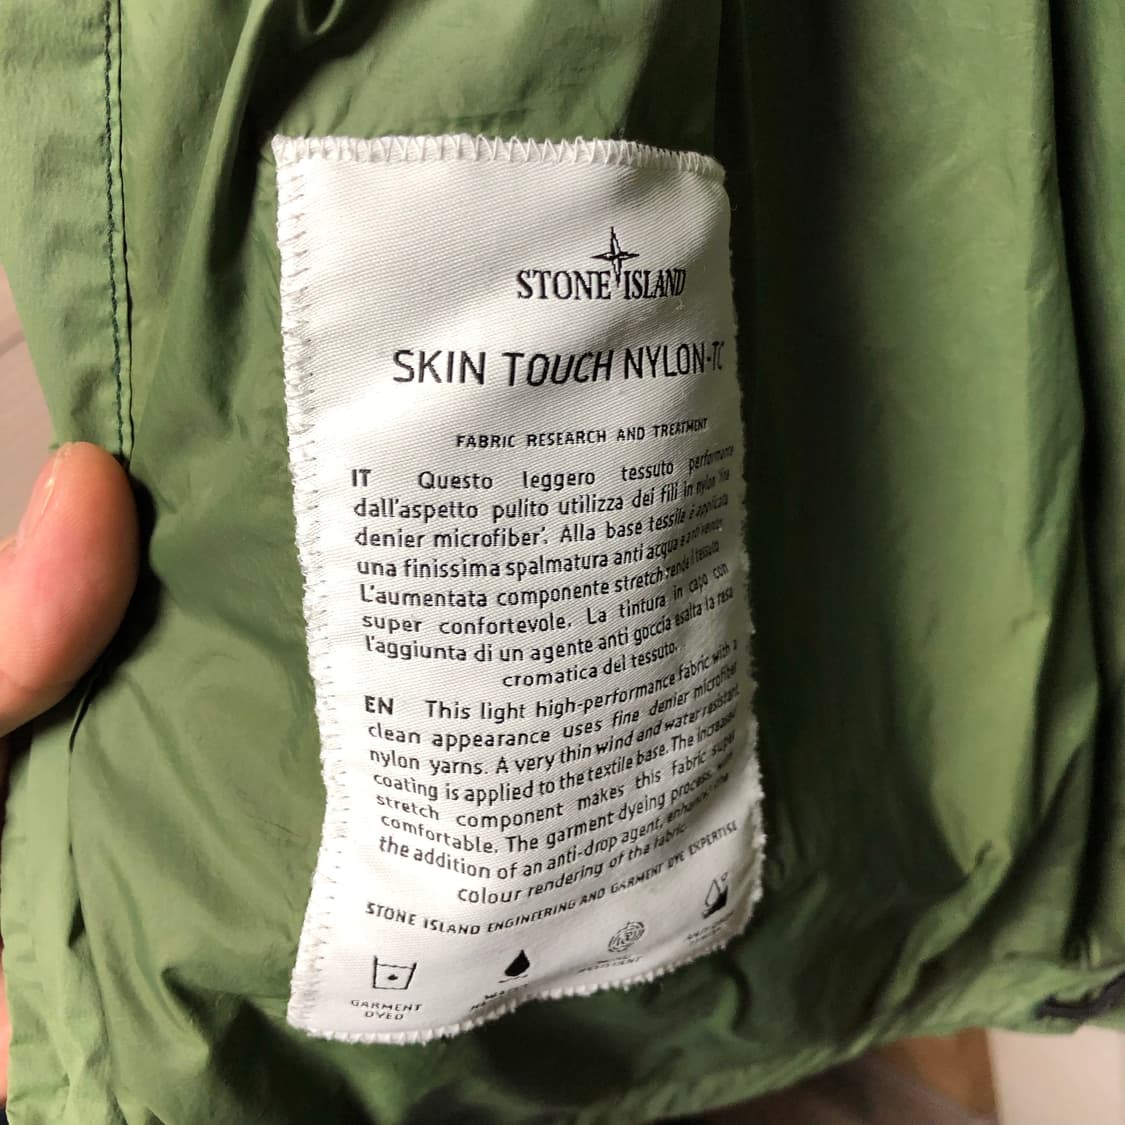 STONE ISLAND
SKIN TOUCH NYLON-TC
FABRIC RESEARCH AND TREATMENT
IT Questo leggero tessuto performante
dall'aspetto pulito utilizza dei fili in nylon 'fine
denier microfiber'. Alla base tessile è applicata
una finissima spalmatura anti acqua e anti vento.
L'aumentata componente stretch rende il tessuto
super confortevole. La tintura in capo con
l'aggiunta di un agente anti goccia esalta la resa
cromatica del tessuto.
EN This light high-performance fabric with a
clean appearance uses fine denier microfiber
nylon yarns. A very thin wind and water resistant
coating is applied to the textile base. The increased
stretch component makes this fabric super
comfortable. The garment dyeing process, with
the addition of an anti-drop agent, enhances the
colour rendering of the fabric.
STONE ISLAND ENGINEERING AND GARMENT DYE EXPERTISE
GARMENT
DYED